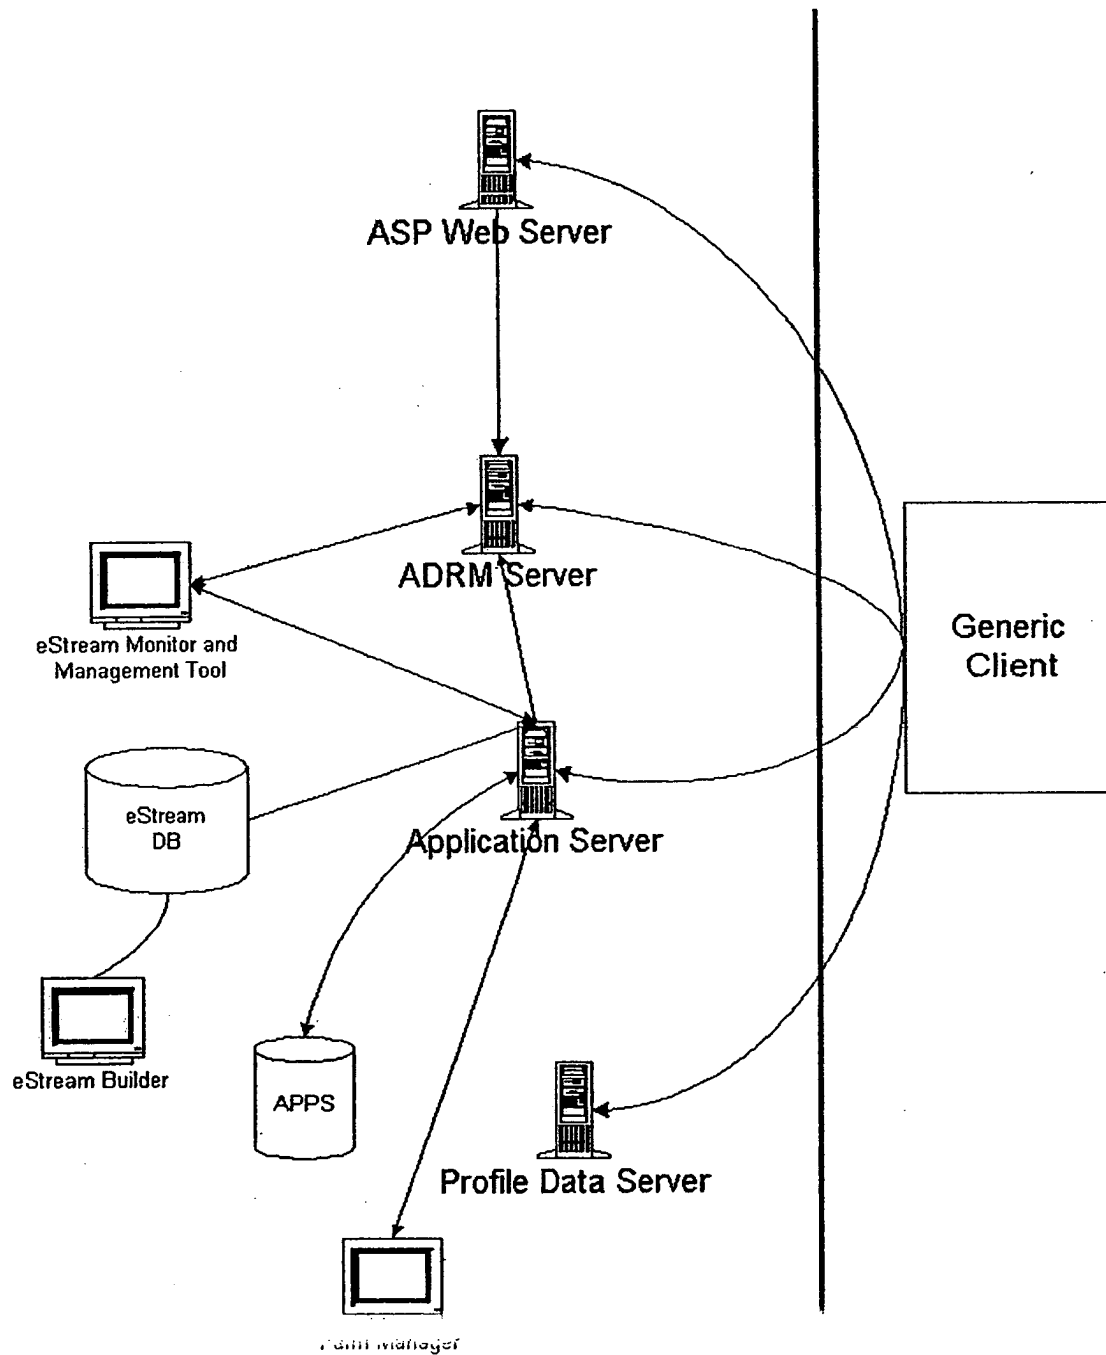 ASP Web Server
ADRM Server
eStream Monitor and
Management Tool
Generic
Client
eStream
DB
Application Server
eStream Builder
APPS
Profile Data Server
Manager